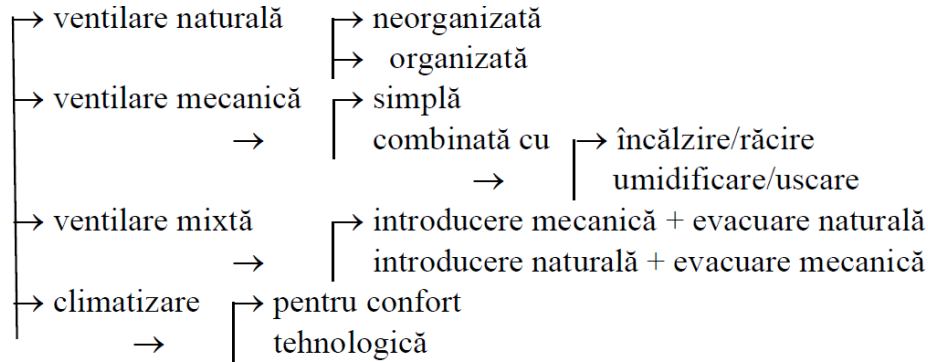 → ventilare naturală → neorganizată
→ organizată
→ ventilare mecanică → simplă
→ combinată cu → încălzire/răcire
→ umidificare/uscare
→ ventilare mixtă → introducere mecanică + evacuare naturală
→ introducere naturală + evacuare mecanică
→ climatizare → pentru confort
→ tehnologică